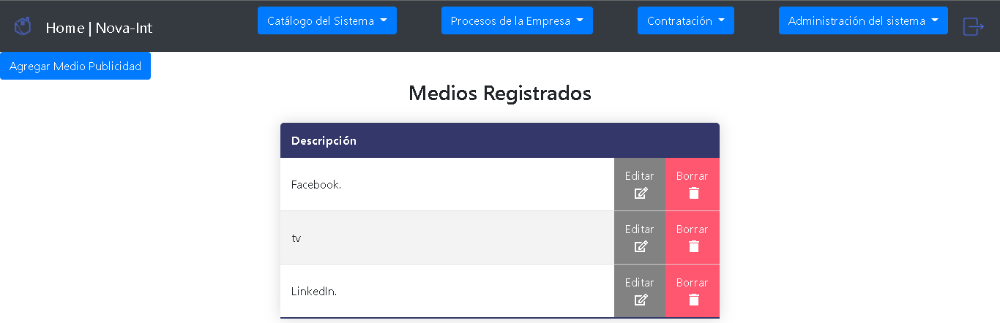 Home | Nova-Int
Catálogo del Sistema
Procesos de la Empresa
Contratación
Administración del sistema
Agregar Medio Publicidad
Medios Registrados
Descripción
Facebook.
Editar
Borrar
tv
Editar
Borrar
LinkedIn.
Editar
Borrar